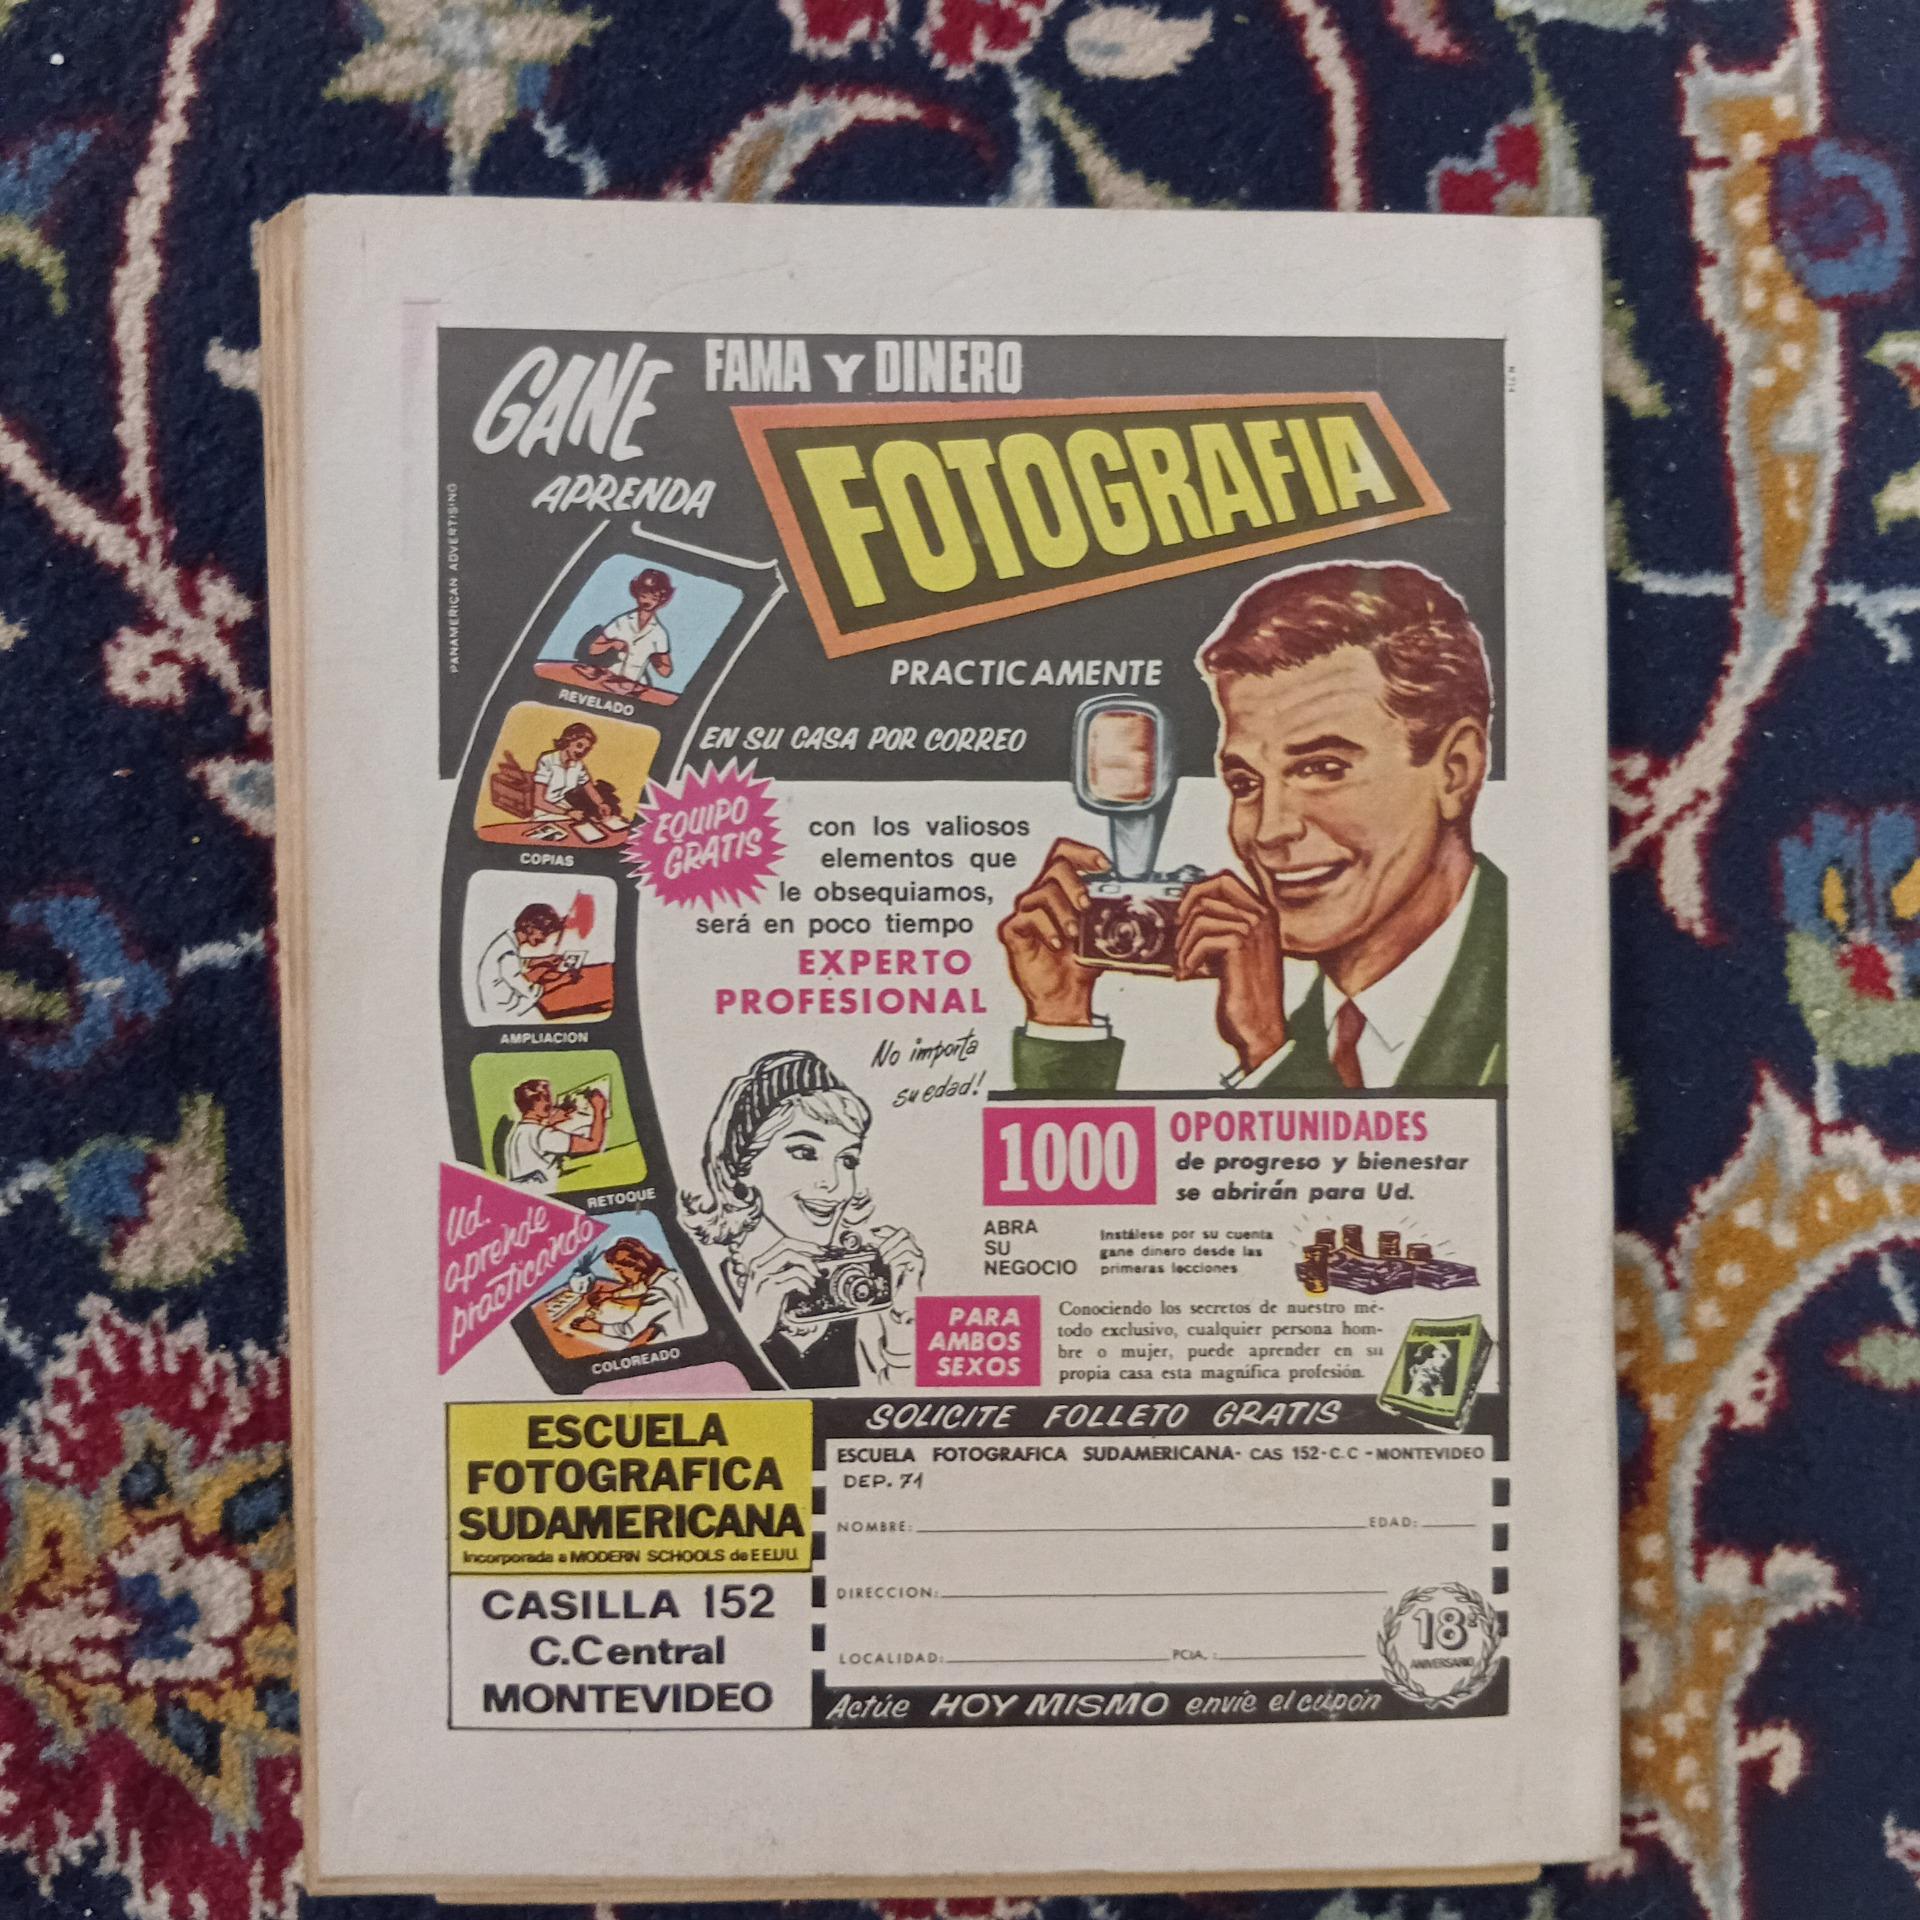 GANE FAMA Y DINERO
APRENDA
FOTOGRAFIA
PRACTICAMENTE
EN SU CASA POR CORREO
PANAMERICAN ADVERTISING
REVELADO
COPIAS
AMPLIACION
RETOQUE
COLOREADO
EQUIPO
GRATIS
con los valiosos
elementos que
le obsequiamos,
será en poco tiempo
EXPERTO
PROFESIONAL
No importa
su edad!
Ud.
aprende
practicando
1000
OPORTUNIDADES
de progreso y bienestar
se abrirán para Ud.
ABRA
SU
NEGOCIO
Instálese por su cuenta
gane dinero desde las
primeras lecciones
PARA
AMBOS
SEXOS
Conociendo los secretos de nuestro mé-
todo exclusivo, cualquier persona hom-
bre o mujer, puede aprender en su
propia casa esta magnífica profesión.
FOTOGRAFIA
ESCUELA
FOTOGRAFICA
SUDAMERICANA
Incorporada a MODERN SCHOOLS de EE.UU.
CASILLA 152
C.Central
MONTEVIDEO
SOLICITE FOLLETO GRATIS
ESCUELA FOTOGRAFICA SUDAMERICANA- CAS 152-C.C -MONTEVIDEO
DEP. 71
NOMBRE: EDAD:
DIRECCION:
LOCALIDAD: PCIA. :
18º
ANIVERSARIO
Actúe HOY MISMO envíe el cupón